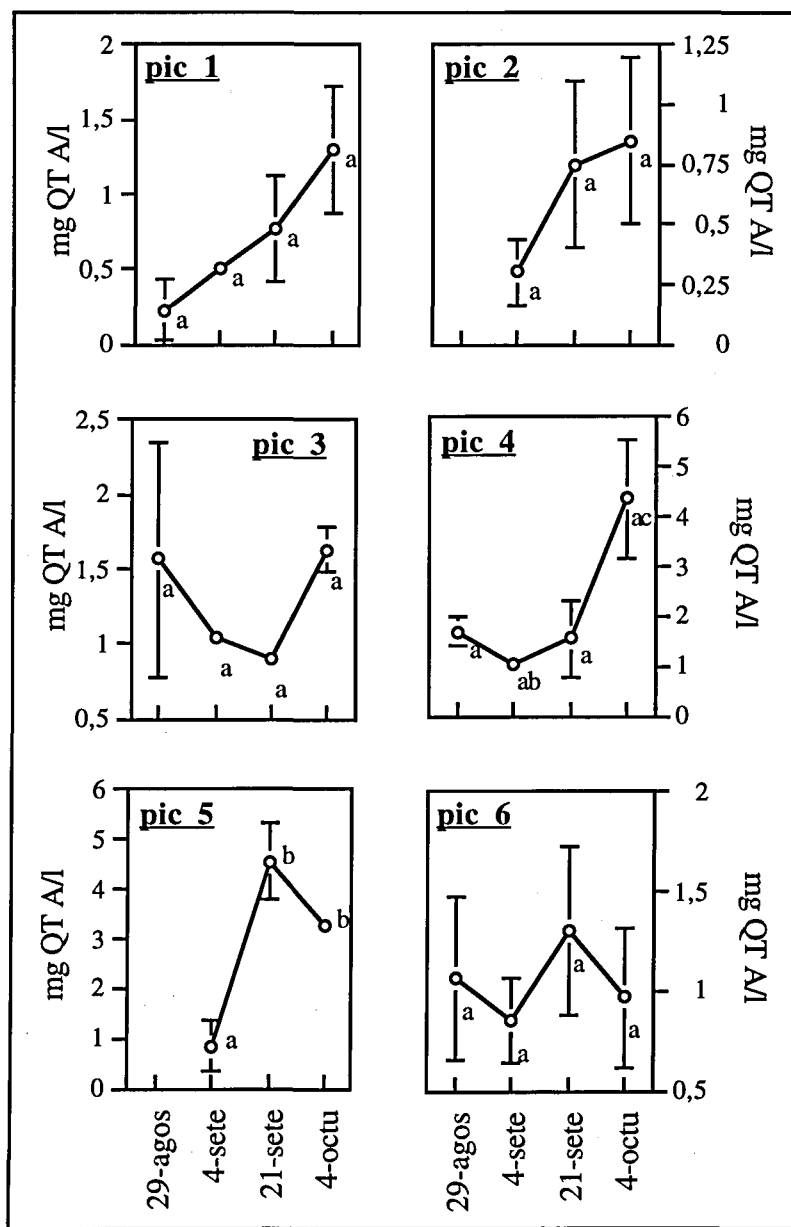 pic 1
mg QT A/l
2
1,5
1
0,5
0
a
a
a
a
pic 2
mg QT A/l
1,25
1
0,75
0,5
0,25
0
a
a
a
pic 3
mg QT A/l
2,5
2
1,5
1
0,5
a
a
a
a
pic 4
mg QT A/l
6
5
4
3
2
1
0
a
ab
a
ac
pic 5
mg QT A/l
6
5
4
3
2
1
0
a
b
b
29-agos
4-sete
21-sete
4-octu
pic 6
mg QT A/l
2
1,5
1
0,5
a
a
a
a
29-agos
4-sete
21-sete
4-octu